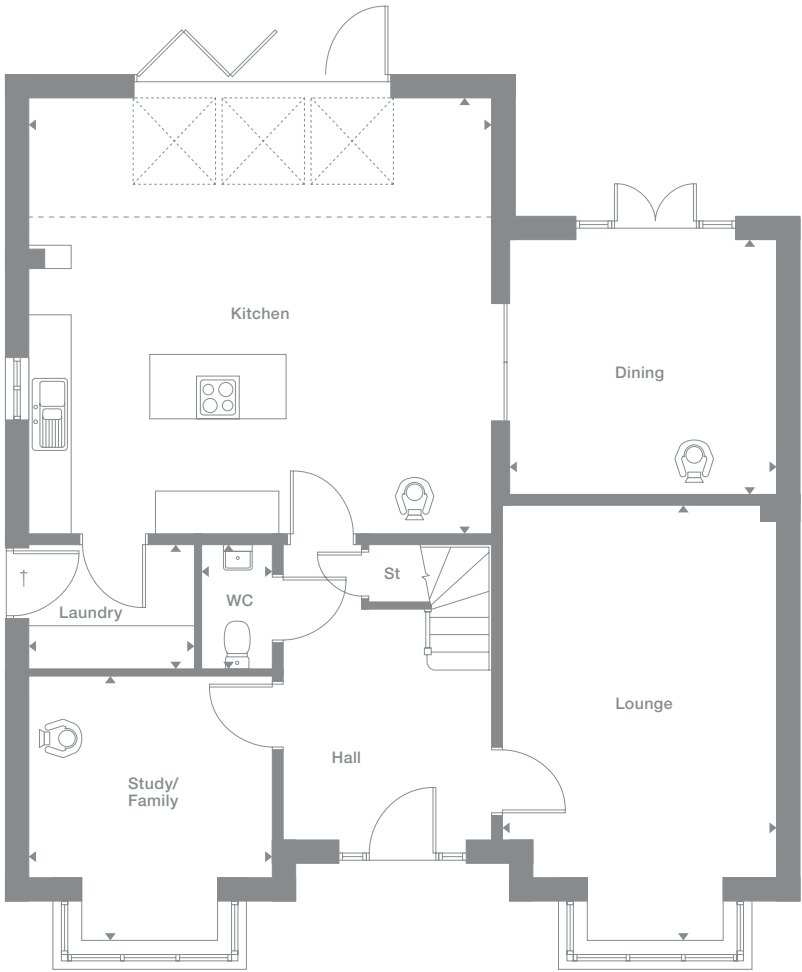 Kitchen
Dining
†
Laundry
WC
St
Lounge
Hall
Study/
Family